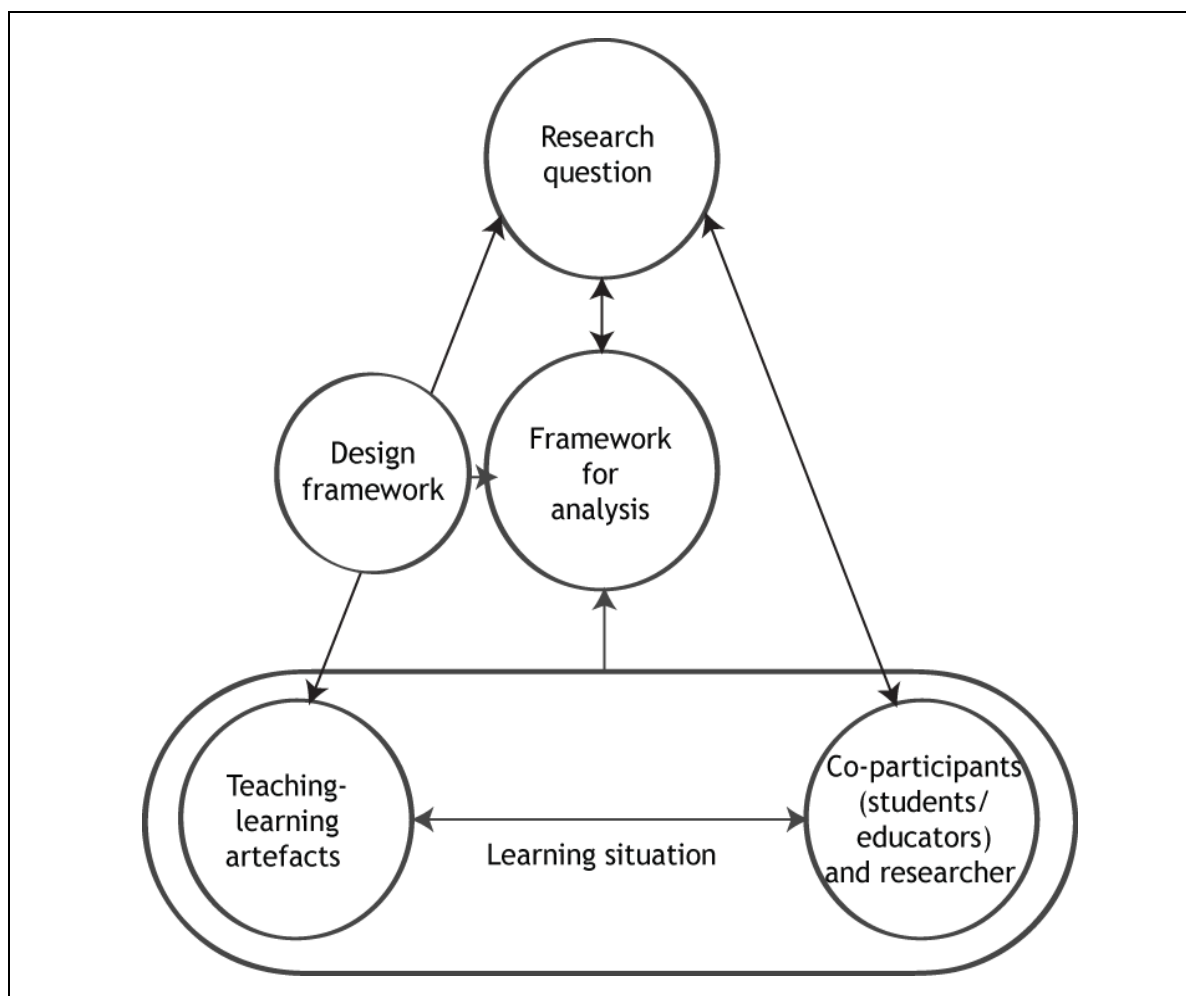 Research
question
Design
framework
Framework
for
analysis
Teaching-
learning
artefacts
Learning situation
Co-participants
(students/
educators)
and researcher